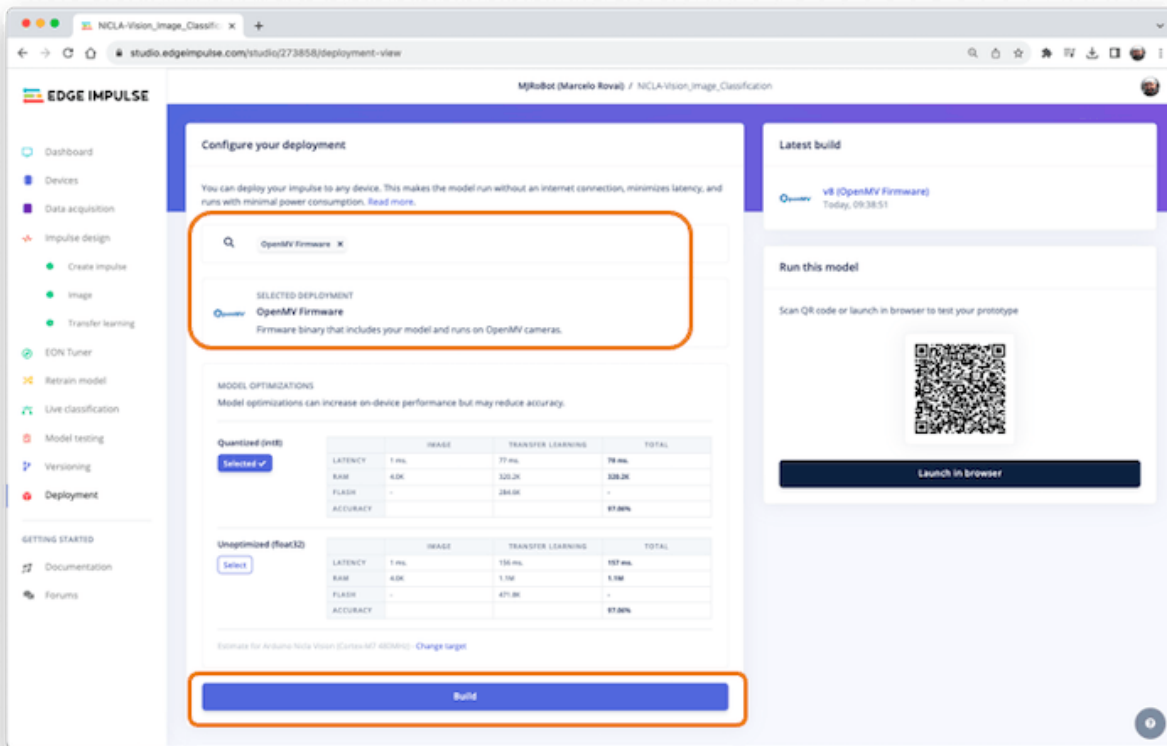 NICLA-Vision_Image_Classific
studio.edgeimpulse.com/studio/273858/deployment-view
EDGE IMPULSE
MJRoBot (Marcelo Rovai) / NICLA-Vision_Image_Classification
Dashboard
Devices
Data acquisition
Impulse design
Create impulse
Image
Transfer learning
EON Tuner
Retrain model
Live classification
Model testing
Versioning
Deployment
GETTING STARTED
Documentation
Forums
Configure your deployment
You can deploy your impulse to any device. This makes the model run without an internet connection, minimizes latency, and
runs with minimal power consumption. Read more.
OpenMV Firmware ×
SELECTED DEPLOYMENT
OpenMV
OpenMV Firmware
Firmware binary that includes your model and runs on OpenMV cameras.
MODEL OPTIMIZATIONS
Model optimizations can increase on-device performance but may reduce accuracy.
Quantized (int8)
Selected ✓
IMAGE TRANSFER LEARNING TOTAL
LATENCY 1 ms. 77 ms. 78 ms.
RAM 4.0K 320.2K 320.2K
FLASH - 284.6K -
ACCURACY 97.06%
Unoptimized (float32)
Select
IMAGE TRANSFER LEARNING TOTAL
LATENCY 1 ms. 156 ms. 157 ms.
RAM 4.0K 1.1M 1.1M
FLASH - 471.8K -
ACCURACY 97.06%
Estimate for Arduino Nicla Vision (Cortex-M7 480MHz) - Change target
Build
Latest build
OpenMV
v8 (OpenMV Firmware)
Today, 09:38:51
Run this model
Scan QR code or launch in browser to test your prototype
Launch in browser
?